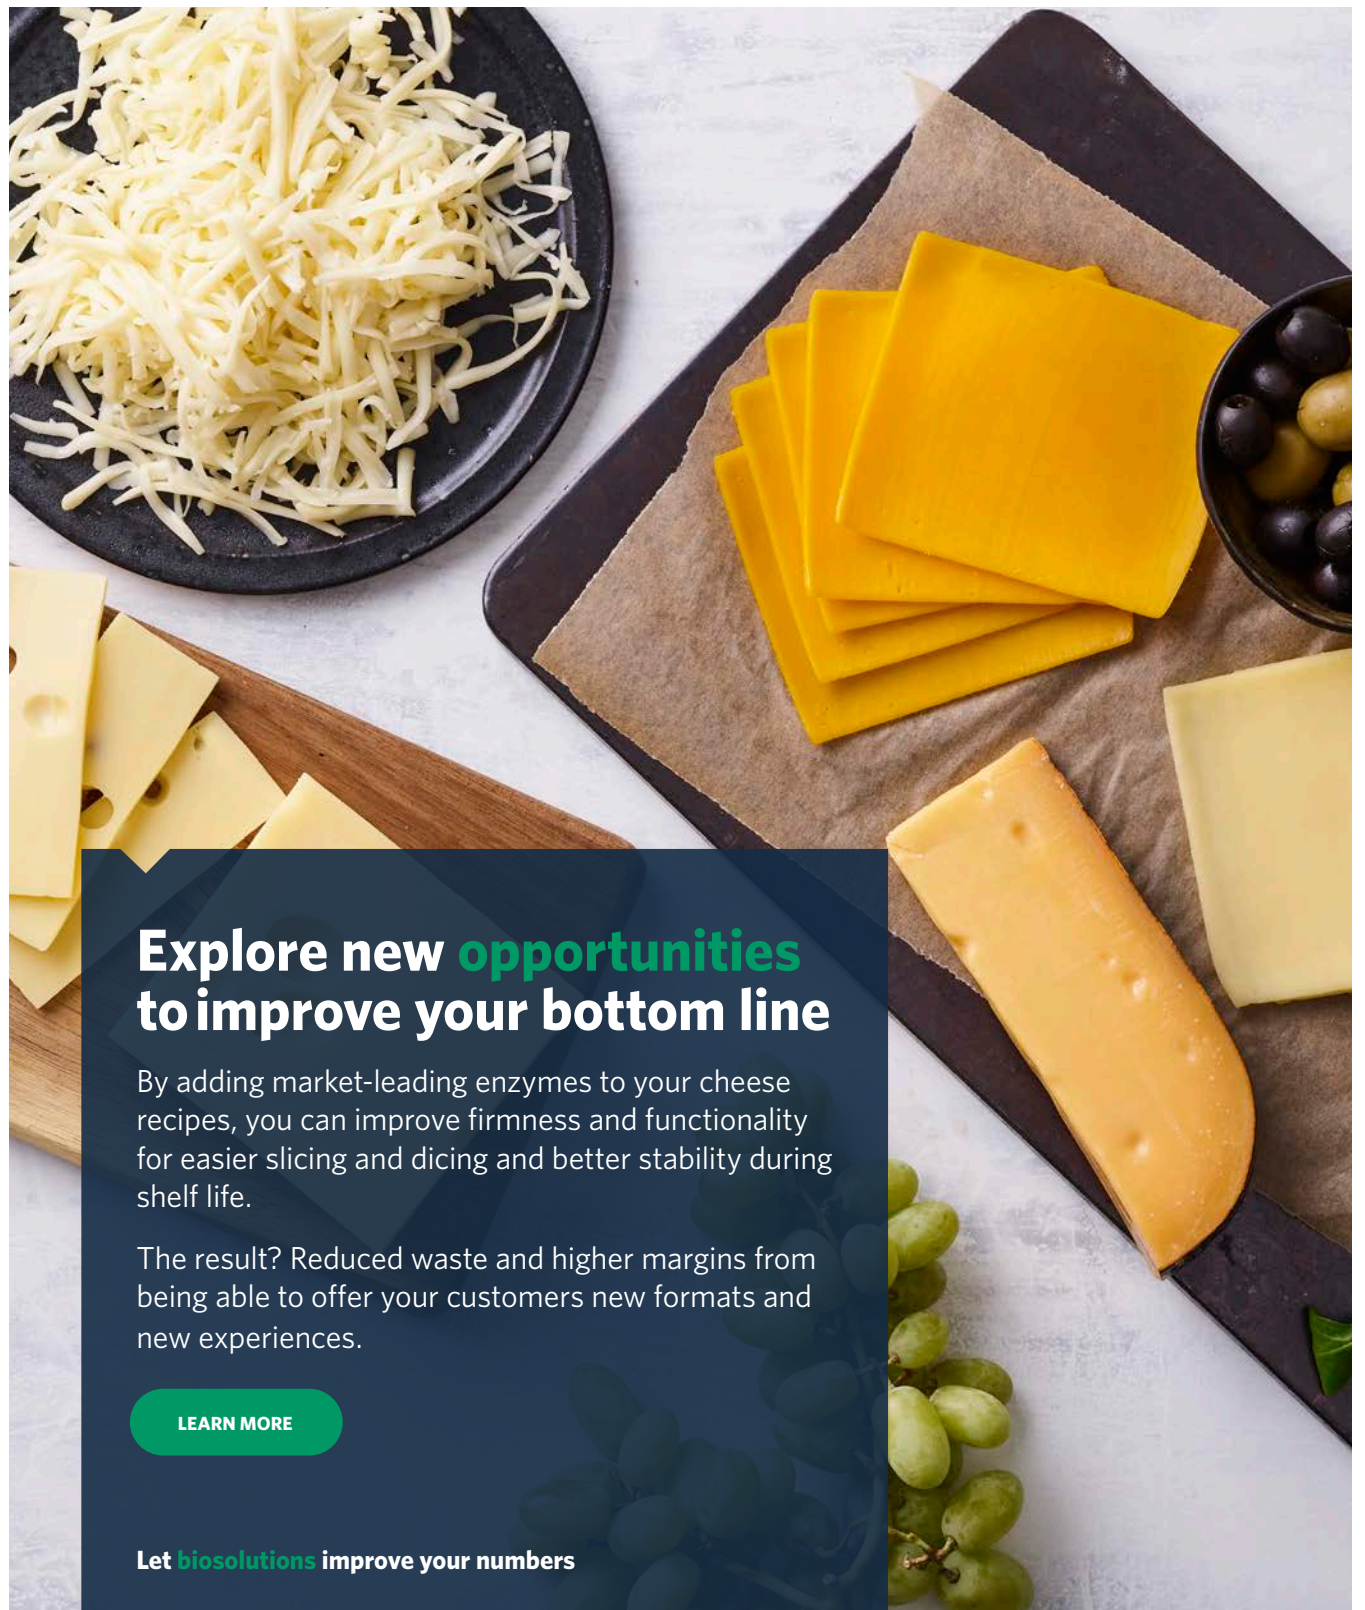 Explore new opportunities
to improve your bottom line
By adding market-leading enzymes to your cheese
recipes, you can improve firmness and functionality
for easier slicing and dicing and better stability during
shelf life.
The result? Reduced waste and higher margins from
being able to offer your customers new formats and
new experiences.
LEARN MORE
Let biosolutions improve your numbers